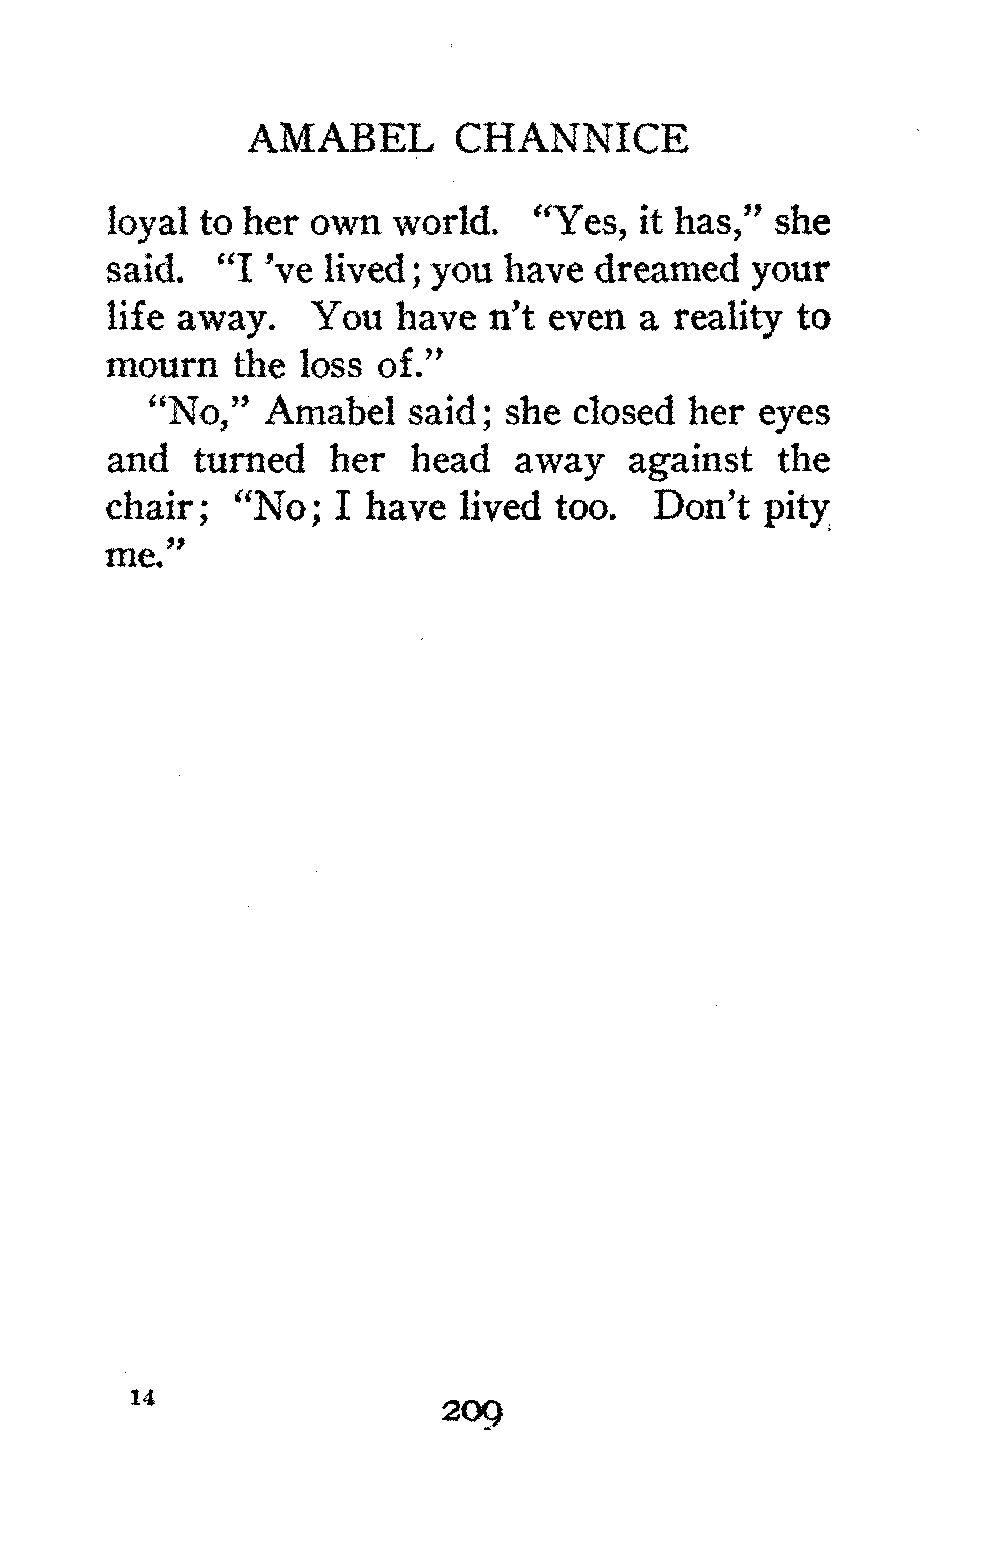 AMABEL CHANNICE
loyal to her own world. "Yes, it has," she
said. "I 've lived; you have dreamed your
life away. You have n't even a reality to
mourn the loss of."
"No," Amabel said; she closed her eyes
and turned her head away against the
chair; "No; I have lived too. Don't pity
me."
14
209